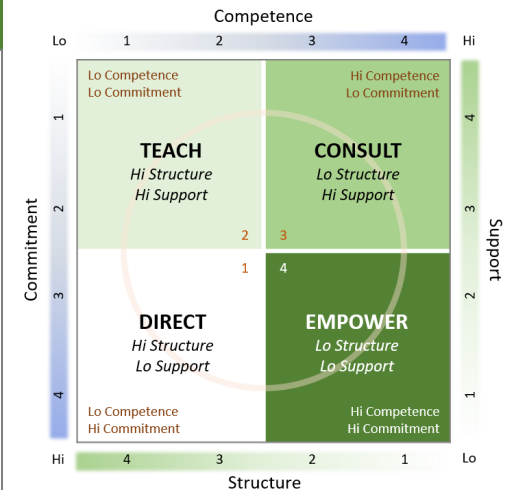 Competence
Lo 1 2 3 4 Hi
Lo Competence
Lo Commitment
Hi Competence
Lo Commitment
TEACH
Hi Structure
Hi Support
CONSULT
Lo Structure
Hi Support
2 3
1 4
DIRECT
Hi Structure
Lo Support
EMPOWER
Lo Structure
Lo Support
Lo Competence
Hi Commitment
Hi Competence
Hi Commitment
Commitment
1
2
3
4
Support
4
3
2
1
Hi 4 3 2 1 Lo
Structure